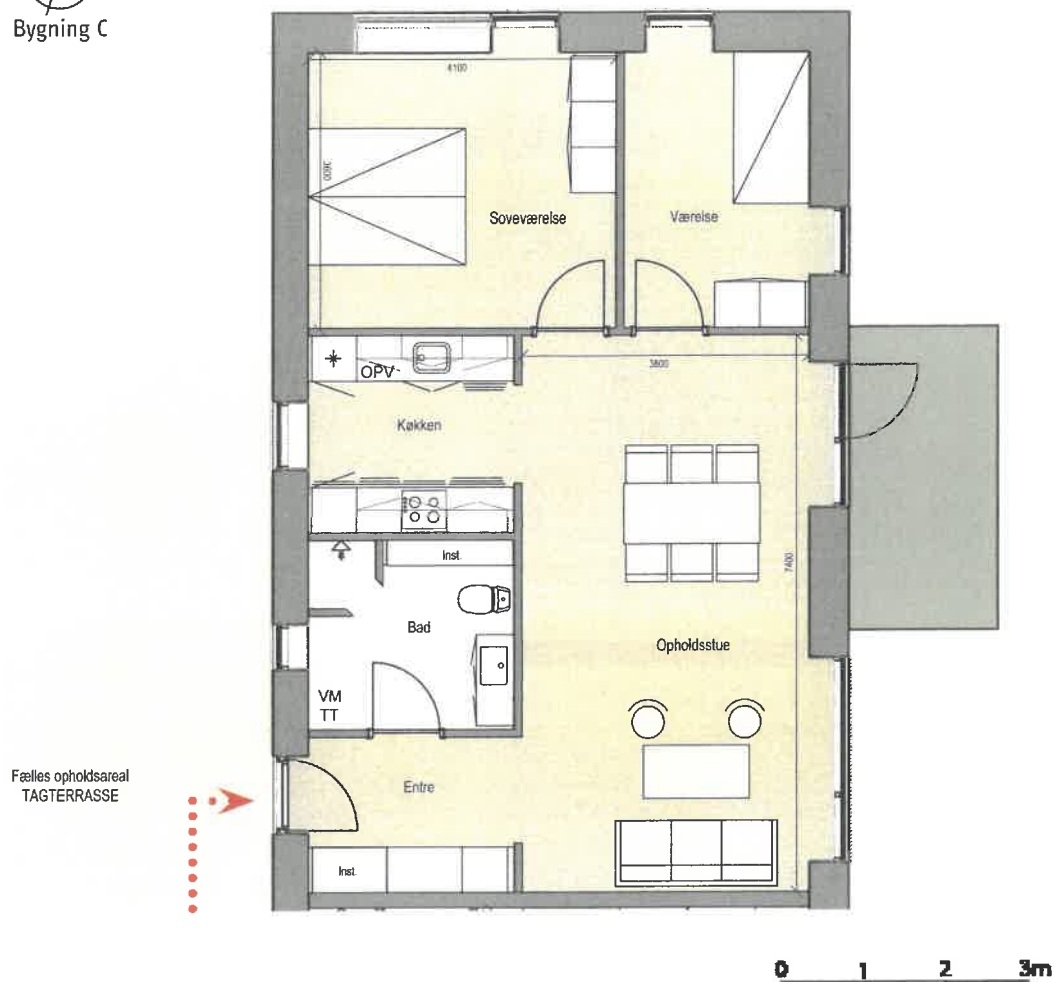 Bygning C
4100
3600
Soveværelse
Værelse
OPV
3800
Køkken
7400
Inst.
Bad
Opholdsstue
VM
TT
Fælles opholdsareal
TAGTERRASSE
Entre
Inst.
0 1 2 3m